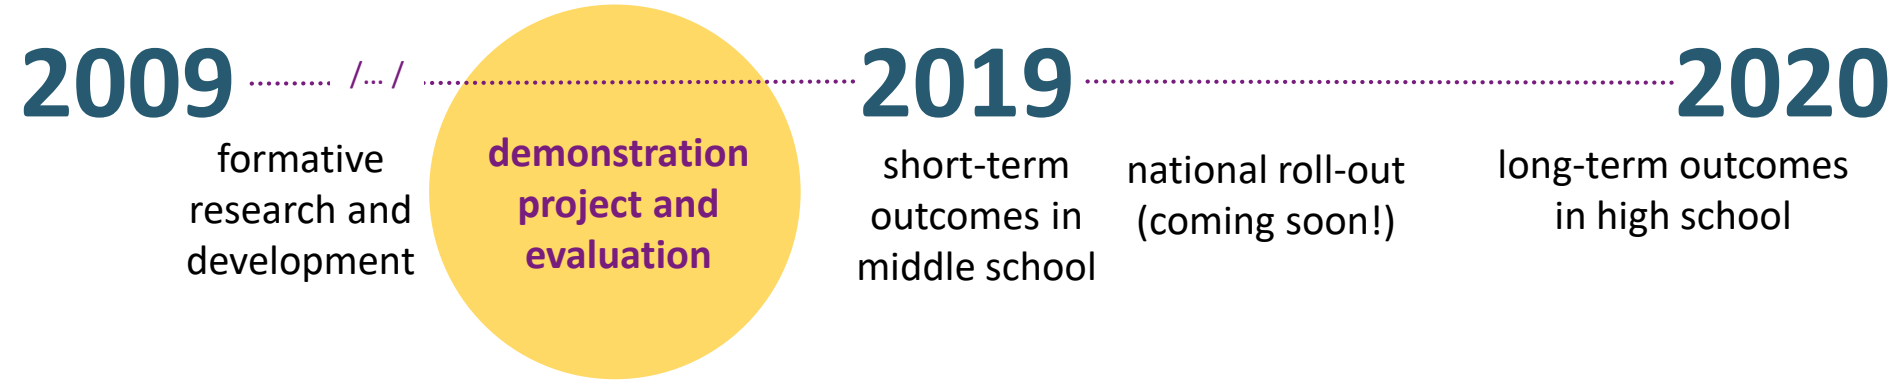 2009 /... / 2019 2020
formative
research and
development
demonstration
project and
evaluation
short-term
outcomes in
middle school
national roll-out
(coming soon!)
long-term outcomes
in high school